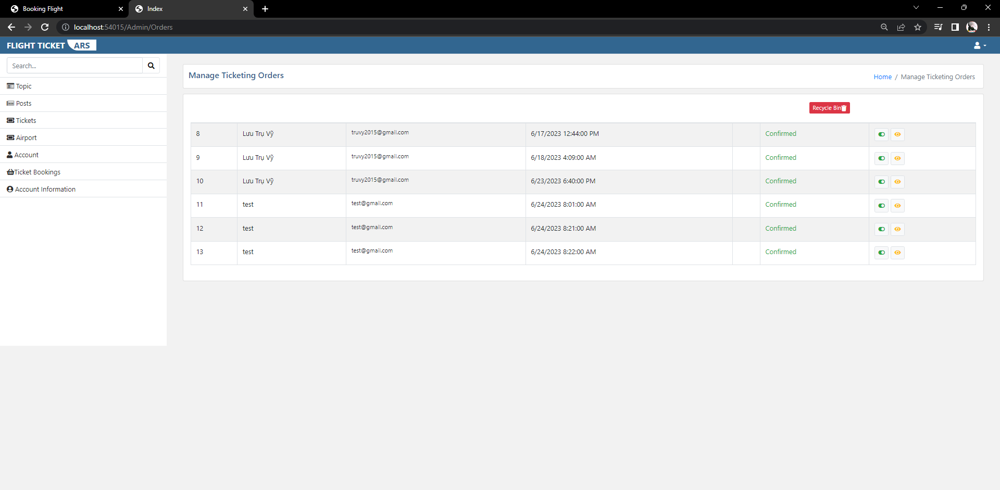 Booking Flight
Index
localhost:54015/Admin/Orders
FLIGHT TICKET ARS
Search...
Topic
Posts
Tickets
Airport
Account
Ticket Bookings
Account Information
Manage Ticketing Orders
Home / Manage Ticketing Orders
Recycle Bin
8 Lưu Trụ Vỹ truvy2015@gmail.com 6/17/2023 12:44:00 PM Confirmed
9 Lưu Trụ Vỹ truvy2015@gmail.com 6/18/2023 4:09:00 AM Confirmed
10 Lưu Trụ Vỹ truvy2015@gmail.com 6/23/2023 6:40:00 PM Confirmed
11 test test@gmail.com 6/24/2023 8:01:00 AM Confirmed
12 test test@gmail.com 6/24/2023 8:21:00 AM Confirmed
13 test test@gmail.com 6/24/2023 8:22:00 AM Confirmed